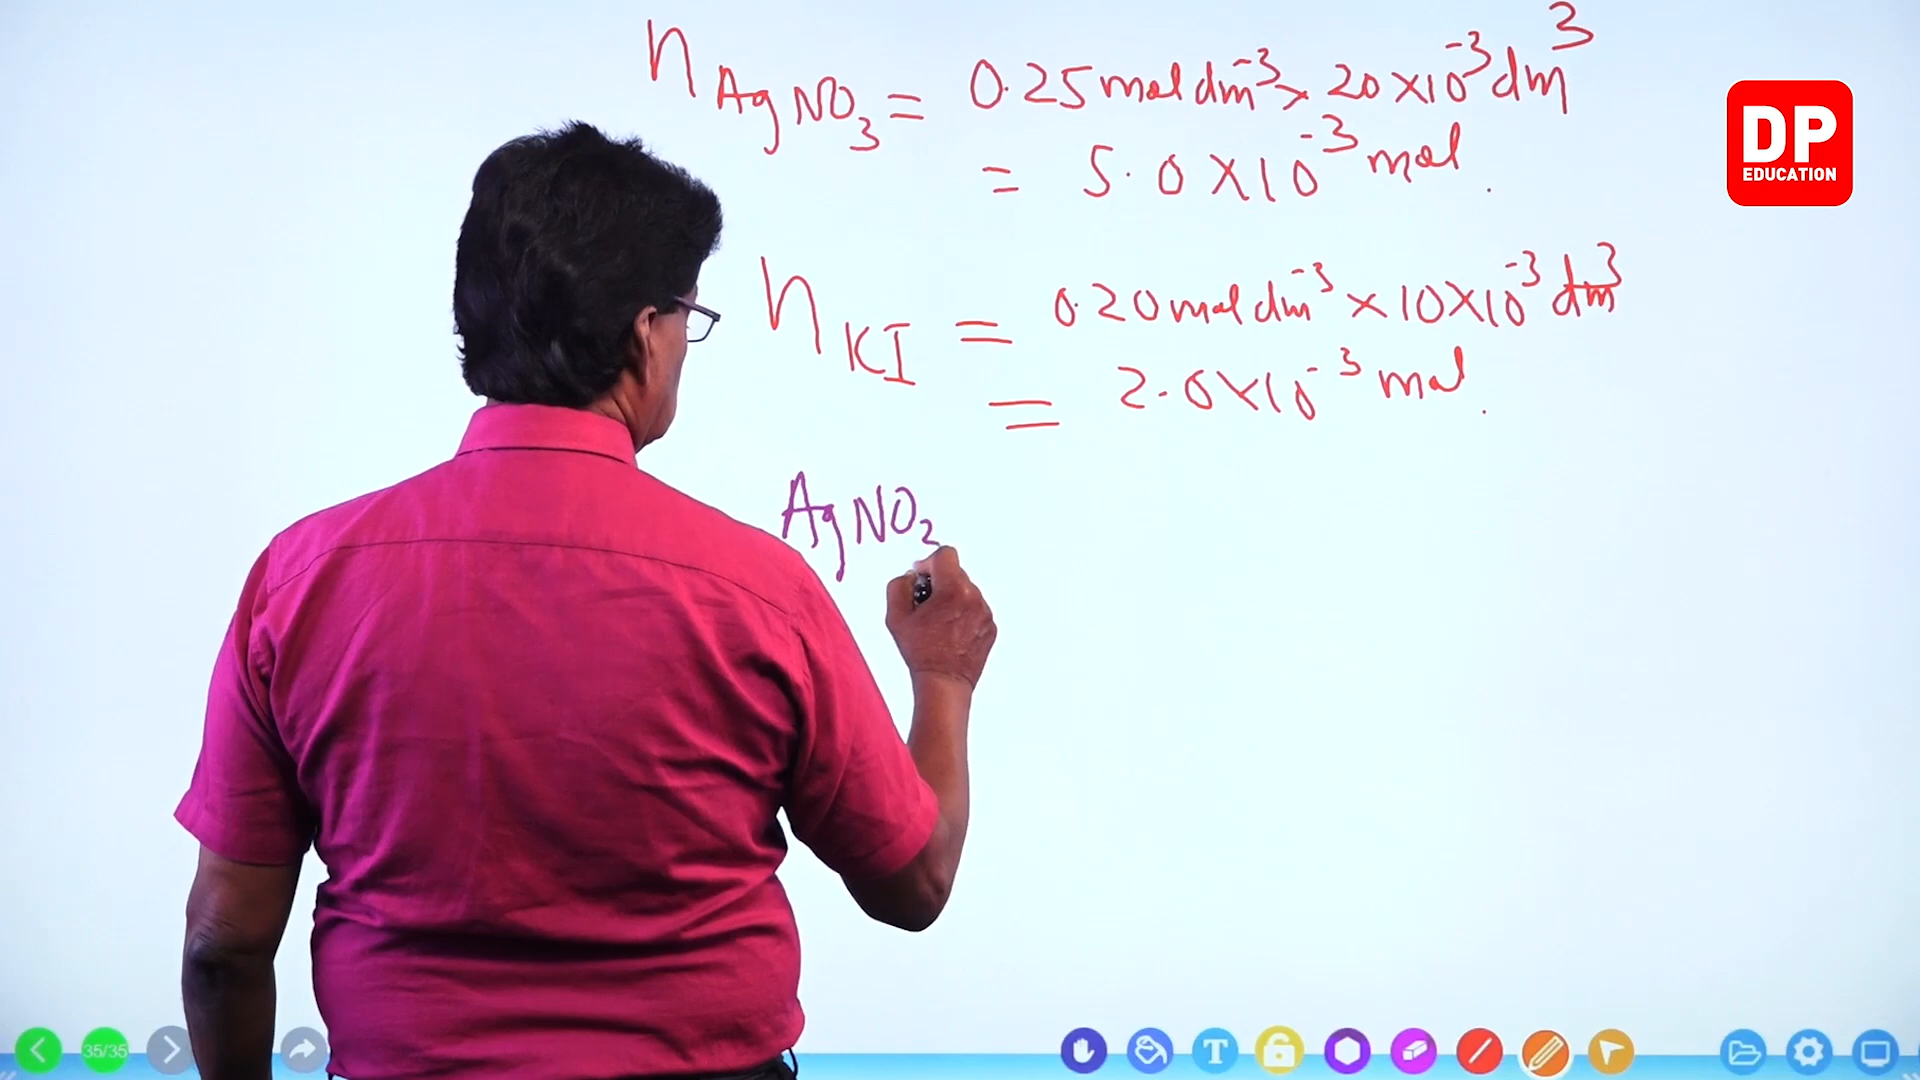 n AgNO₃ = 0.25 mol dm⁻³ × 20 × 10⁻³ dm³
= 5.0 × 10⁻³ mol.
n KI = 0.20 mol dm⁻³ × 10 × 10⁻³ dm³
= 2.0 × 10⁻³ mol.
AgNO₂
DP
EDUCATION
35/35
T